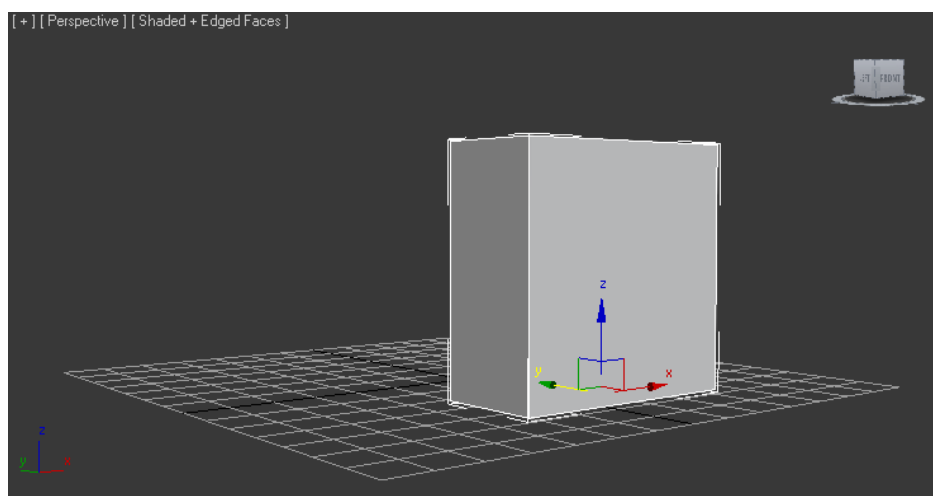 [ + ] [ Perspective ] [ Shaded + Edged Faces ]
FRONT
z
y
x
z
y
x